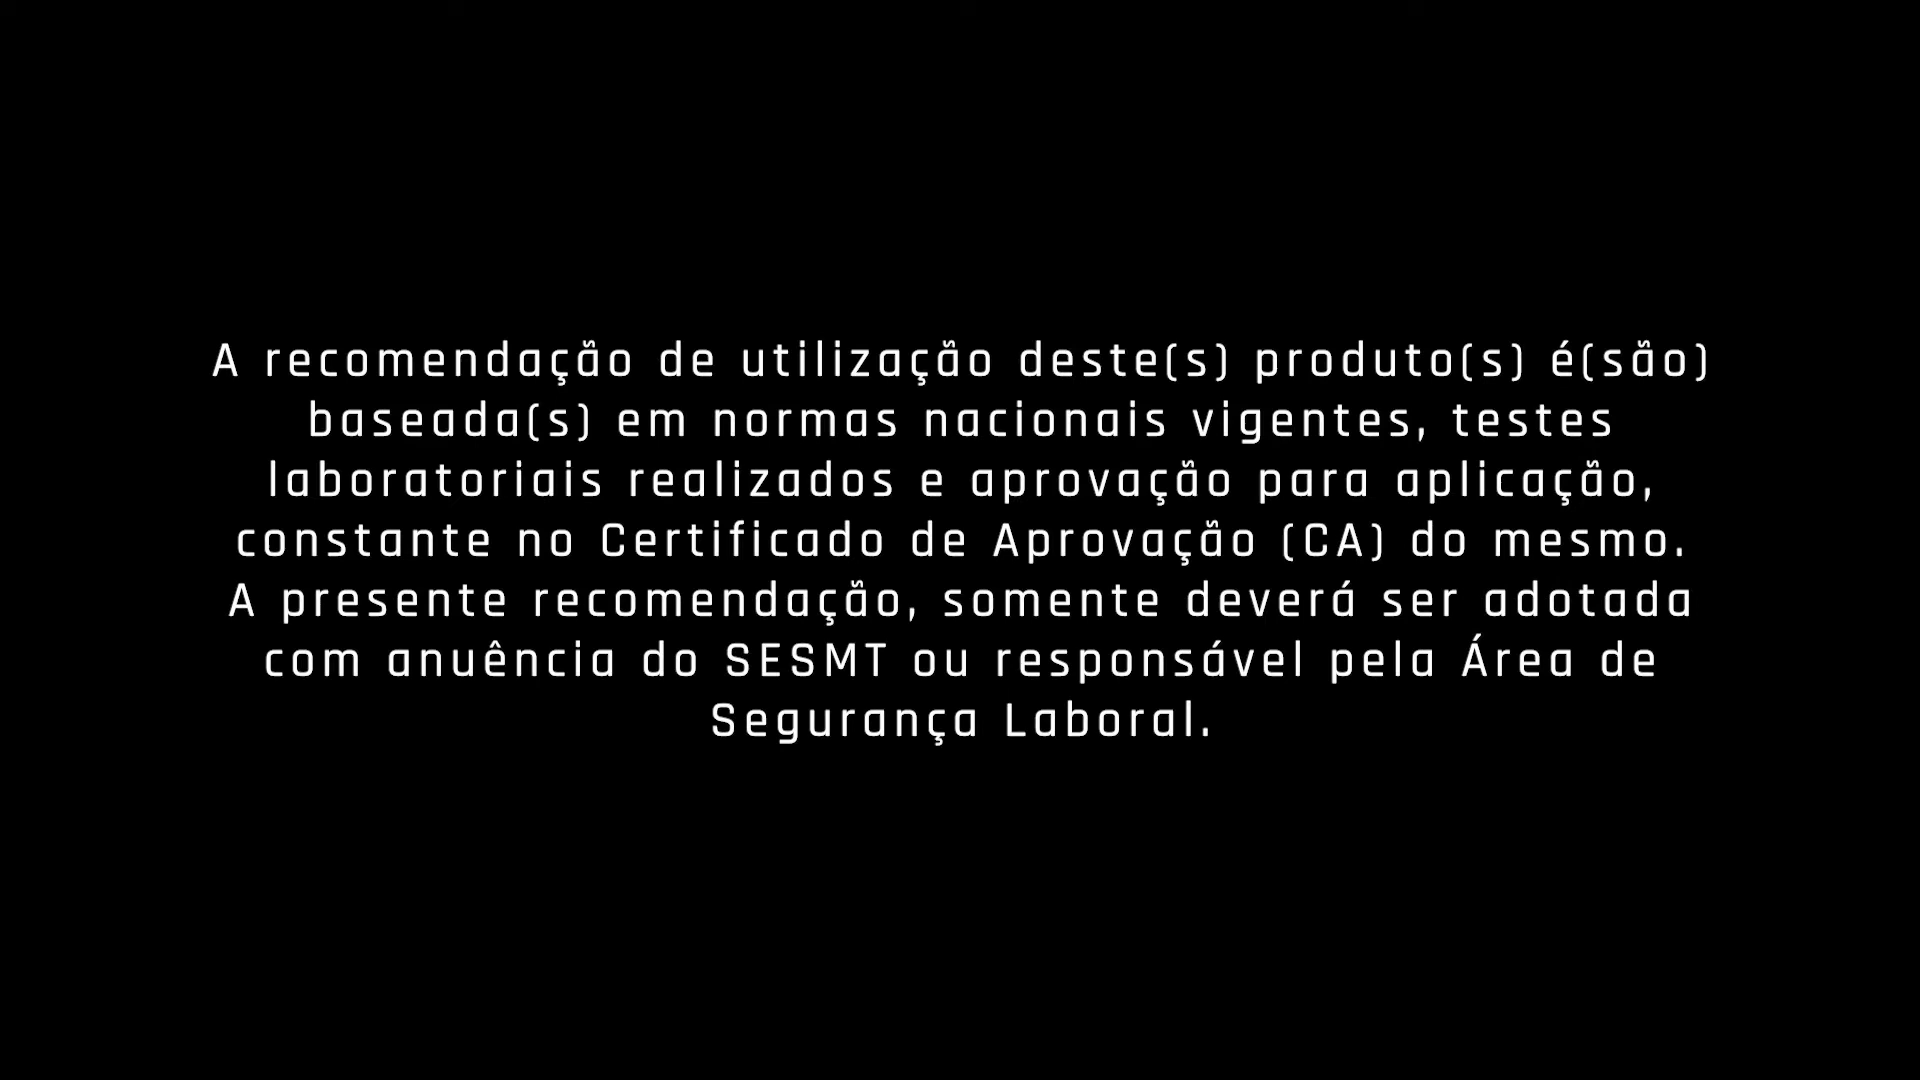 A recomendação de utilização deste(s) produto(s) é(são)
baseada(s) em normas nacionais vigentes, testes
laboratoriais realizados e aprovação para aplicação,
constante no Certificado de Aprovação (CA) do mesmo.
A presente recomendação, somente deverá ser adotada
com anuência do SESMT ou responsável pela Área de
Segurança Laboral.